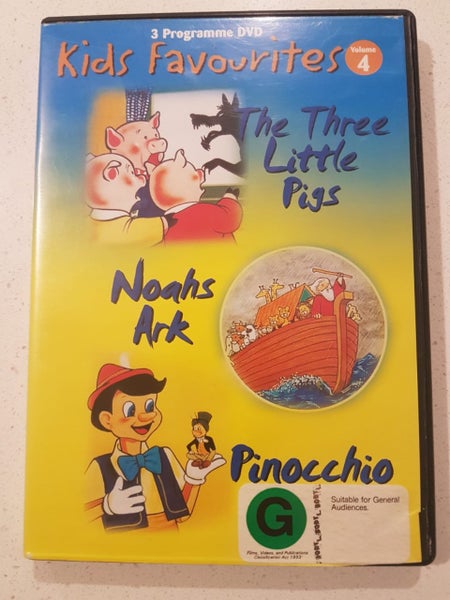 3 Programme DVD
Kids Favourites
Volume
4
The Three
Little
Pigs
Noahs
Ark
Pinocchio
G
Suitable for General
Audiences.
Films, Videos, and Publications
Classification Act 1993